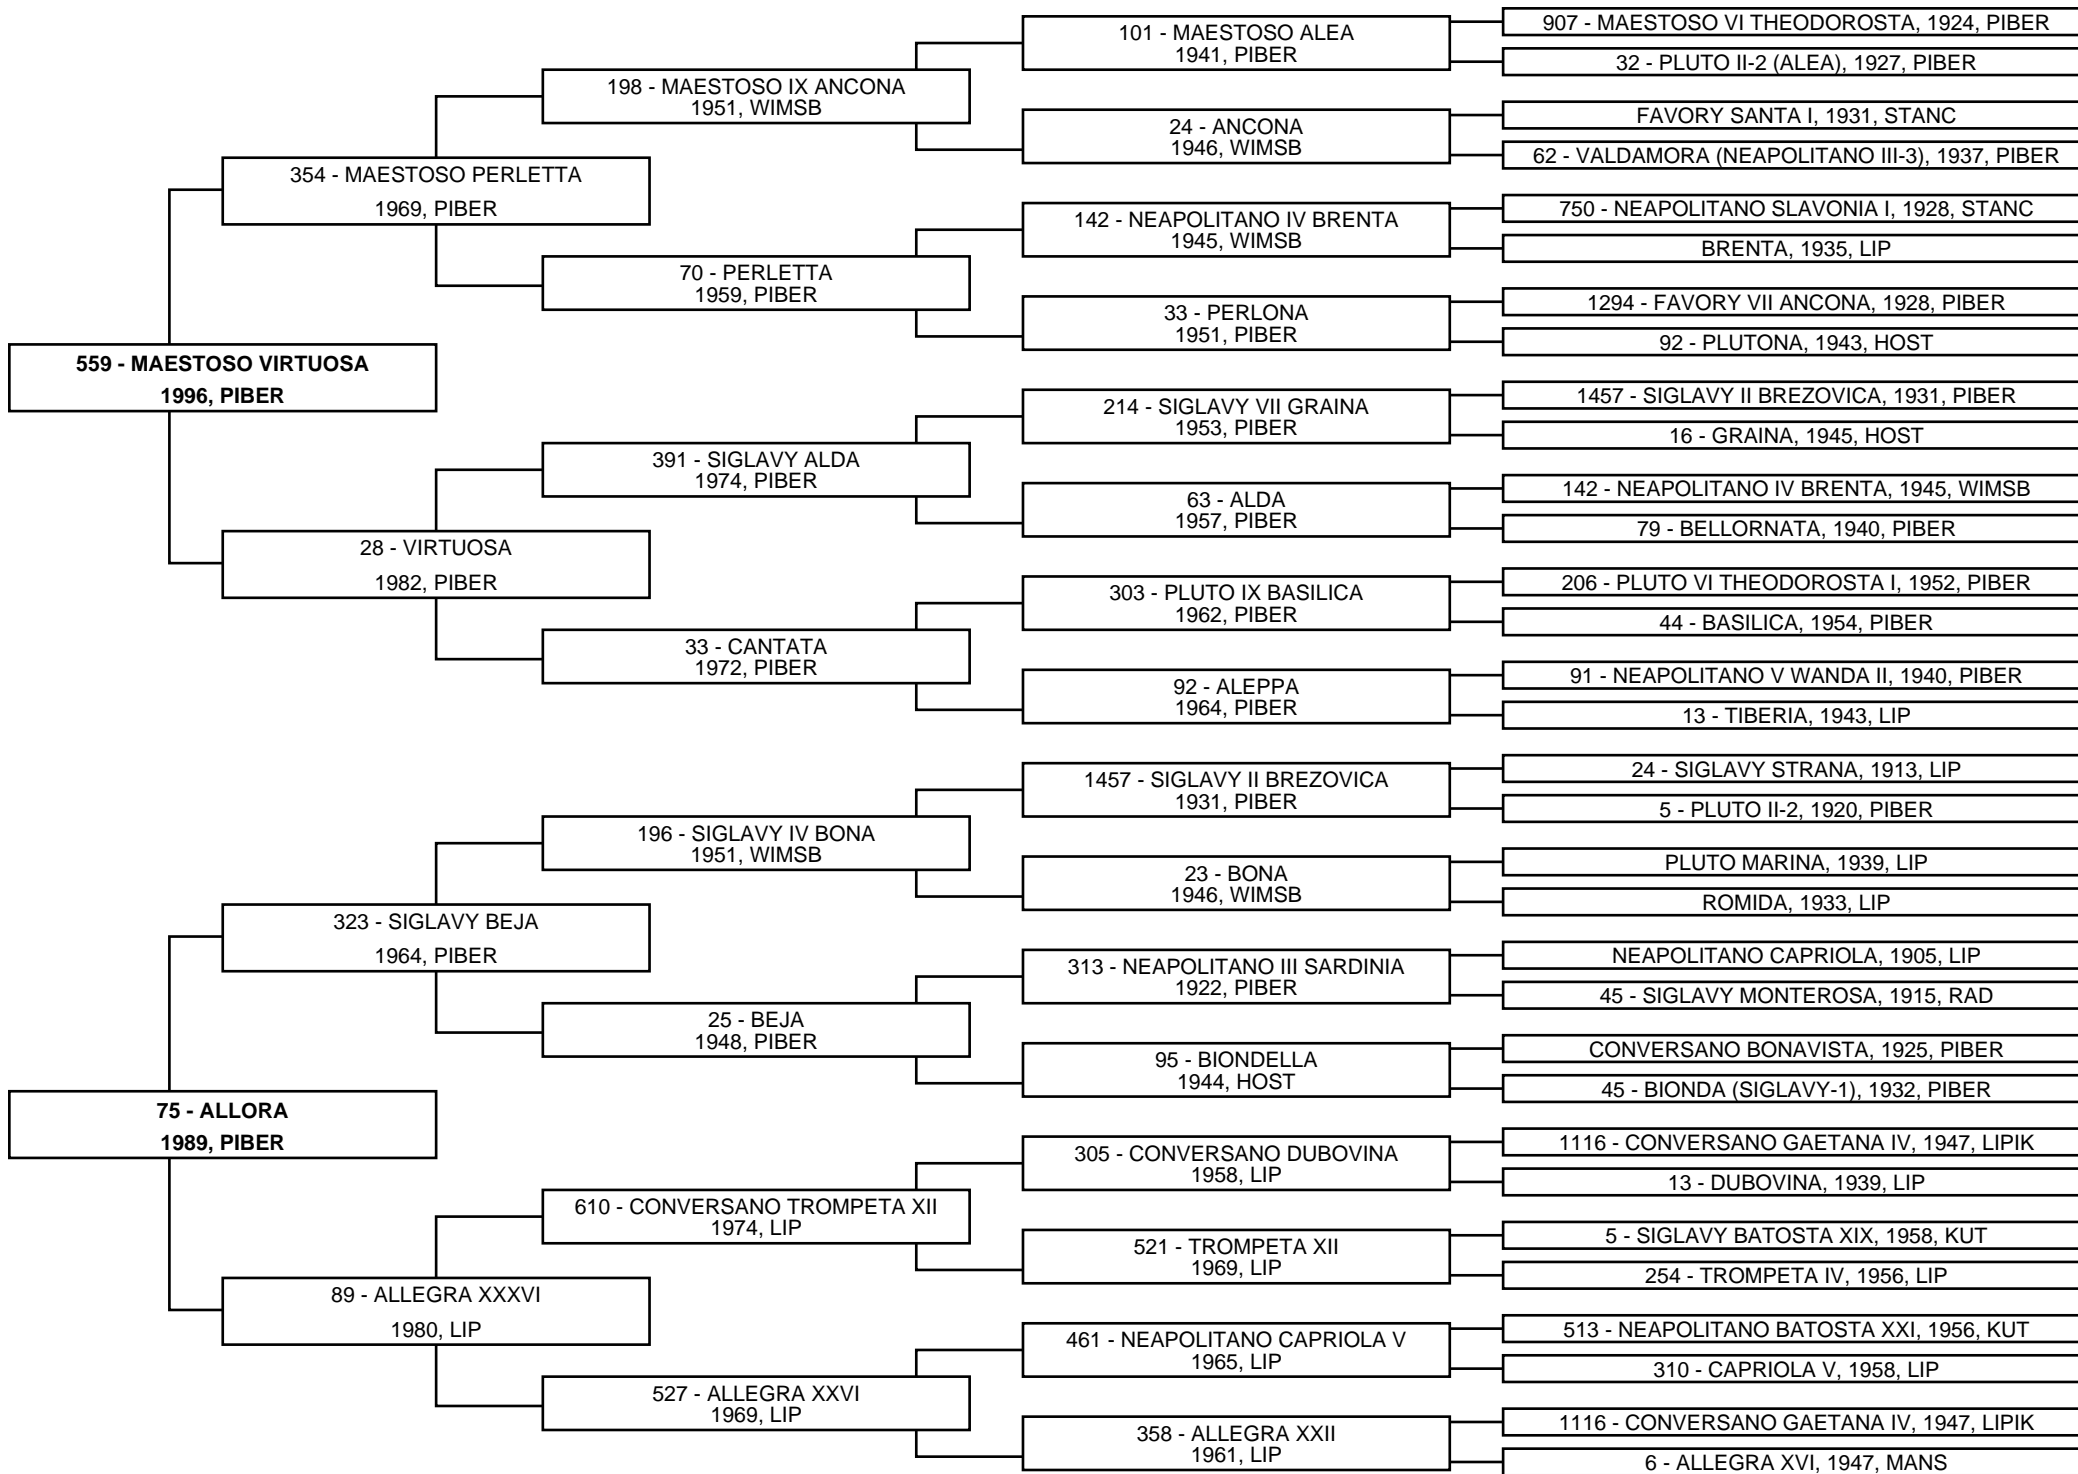 559 - MAESTOSO VIRTUOSA
1996, PIBER
75 - ALLORA
1989, PIBER
354 - MAESTOSO PERLETTA
1969, PIBER
28 - VIRTUOSA
1982, PIBER
323 - SIGLAVY BEJA
1964, PIBER
89 - ALLEGRA XXXVI
1980, LIP
198 - MAESTOSO IX ANCONA
1951, WIMSB
70 - PERLETTA
1959, PIBER
391 - SIGLAVY ALDA
1974, PIBER
33 - CANTATA
1972, PIBER
196 - SIGLAVY IV BONA
1951, WIMSB
25 - BEJA
1948, PIBER
610 - CONVERSANO TROMPETA XII
1974, LIP
527 - ALLEGRA XXVI
1969, LIP
101 - MAESTOSO ALEA
1941, PIBER
24 - ANCONA
1946, WIMSB
142 - NEAPOLITANO IV BRENTA
1945, WIMSB
33 - PERLONA
1951, PIBER
214 - SIGLAVY VII GRAINA
1953, PIBER
63 - ALDA
1957, PIBER
303 - PLUTO IX BASILICA
1962, PIBER
92 - ALEPPA
1964, PIBER
1457 - SIGLAVY II BREZOVICA
1931, PIBER
23 - BONA
1946, WIMSB
313 - NEAPOLITANO III SARDINIA
1922, PIBER
95 - BIONDELLA
1944, HOST
305 - CONVERSANO DUBOVINA
1958, LIP
521 - TROMPETA XII
1969, LIP
461 - NEAPOLITANO CAPRIOLA V
1965, LIP
358 - ALLEGRA XXII
1961, LIP
907 - MAESTOSO VI THEODOROSTA, 1924, PIBER
32 - PLUTO II-2 (ALEA), 1927, PIBER
FAVORY SANTA I, 1931, STANC
62 - VALDAMORA (NEAPOLITANO III-3), 1937, PIBER
750 - NEAPOLITANO SLAVONIA I, 1928, STANC
BRENTA, 1935, LIP
1294 - FAVORY VII ANCONA, 1928, PIBER
92 - PLUTONA, 1943, HOST
1457 - SIGLAVY II BREZOVICA, 1931, PIBER
16 - GRAINA, 1945, HOST
142 - NEAPOLITANO IV BRENTA, 1945, WIMSB
79 - BELLORNATA, 1940, PIBER
206 - PLUTO VI THEODOROSTA I, 1952, PIBER
44 - BASILICA, 1954, PIBER
91 - NEAPOLITANO V WANDA II, 1940, PIBER
13 - TIBERIA, 1943, LIP
24 - SIGLAVY STRANA, 1913, LIP
5 - PLUTO II-2, 1920, PIBER
PLUTO MARINA, 1939, LIP
ROMIDA, 1933, LIP
NEAPOLITANO CAPRIOLA, 1905, LIP
45 - SIGLAVY MONTEROSA, 1915, RAD
CONVERSANO BONAVISTA, 1925, PIBER
45 - BIONDA (SIGLAVY-1), 1932, PIBER
1116 - CONVERSANO GAETANA IV, 1947, LIPIK
13 - DUBOVINA, 1939, LIP
5 - SIGLAVY BATOSTA XIX, 1958, KUT
254 - TROMPETA IV, 1956, LIP
513 - NEAPOLITANO BATOSTA XXI, 1956, KUT
310 - CAPRIOLA V, 1958, LIP
1116 - CONVERSANO GAETANA IV, 1947, LIPIK
6 - ALLEGRA XVI, 1947, MANS